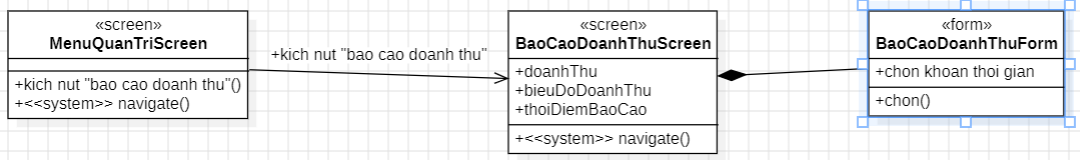 «screen»
MenuQuanTriScreen
+kich nut "bao cao doanh thu"()
+<<system>> navigate()
+kich nut "bao cao doanh thu"
«screen»
BaoCaoDoanhThuScreen
+doanhThu
+bieuDoDoanhThu
+thoiDiemBaoCao
+<<system>> navigate()
«form»
BaoCaoDoanhThuForm
+chon khoan thoi gian
+chon()